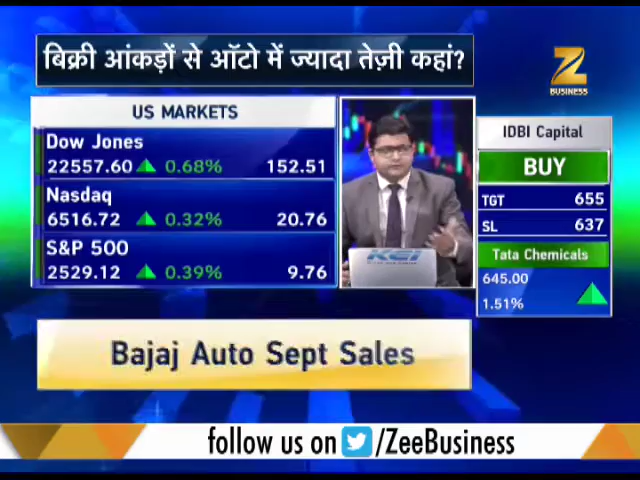 बिक्री आंकड़ों से ऑटो में ज्यादा तेज़ी कहां?
Z
BUSINESS
US MARKETS
Dow Jones
22557.60 0.68% 152.51
Nasdaq
6516.72 0.32% 20.76
S&P 500
2529.12 0.39% 9.76
KCI
IDBI Capital
BUY
TGT 655
SL 637
Tata Chemicals
645.00
1.51%
Bajaj Auto Sept Sales
follow us on /ZeeBusiness